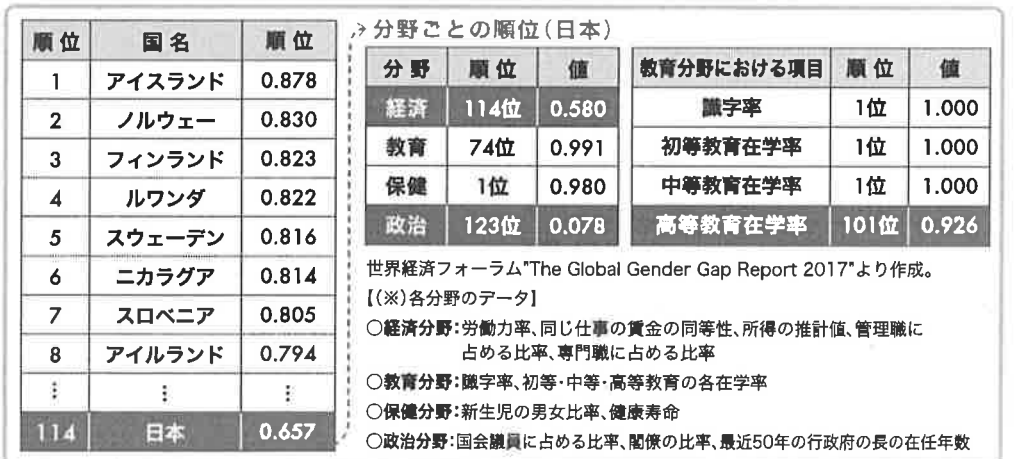 順位 国名 順位
1 アイスランド 0.878
2 ノルウェー 0.830
3 フィンランド 0.823
4 ルワンダ 0.822
5 スウェーデン 0.816
6 ニカラグア 0.814
7 スロベニア 0.805
8 アイルランド 0.794
⋮ ⋮ ⋮
114 日本 0.657
分野ごとの順位(日本)
分野 順位 値
経済 114位 0.580
教育 74位 0.991
保健 1位 0.980
政治 123位 0.078
教育分野における項目 順位 値
識字率 1位 1.000
初等教育在学率 1位 1.000
中等教育在学率 1位 1.000
高等教育在学率 101位 0.926
世界経済フォーラム"The Global Gender Gap Report 2017"より作成。
【(※)各分野のデータ】
○経済分野:労働力率、同じ仕事の賃金の同等性、所得の推計値、管理職に
占める比率、専門職に占める比率
○教育分野:識字率、初等・中等・高等教育の各在学率
○保健分野:新生児の男女比率、健康寿命
○政治分野:国会議員に占める比率、閣僚の比率、最近50年の行政府の長の在任年数